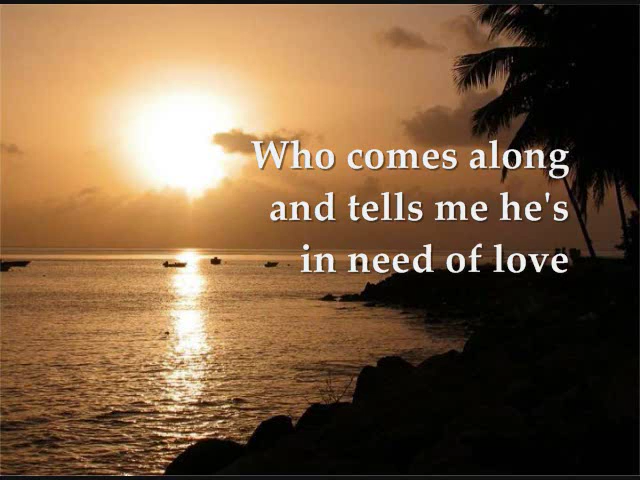 Who comes along
and tells me he's
in need of love